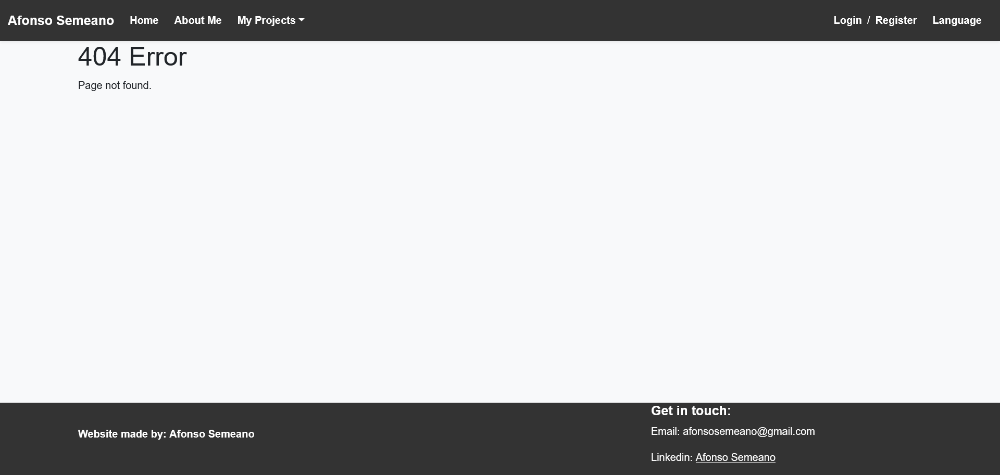 Afonso Semeano Home About Me My Projects Login / Register Language
404 Error
Page not found.
Website made by: Afonso Semeano
Get in touch:
Email: afonsosemeano@gmail.com
Linkedin: Afonso Semeano